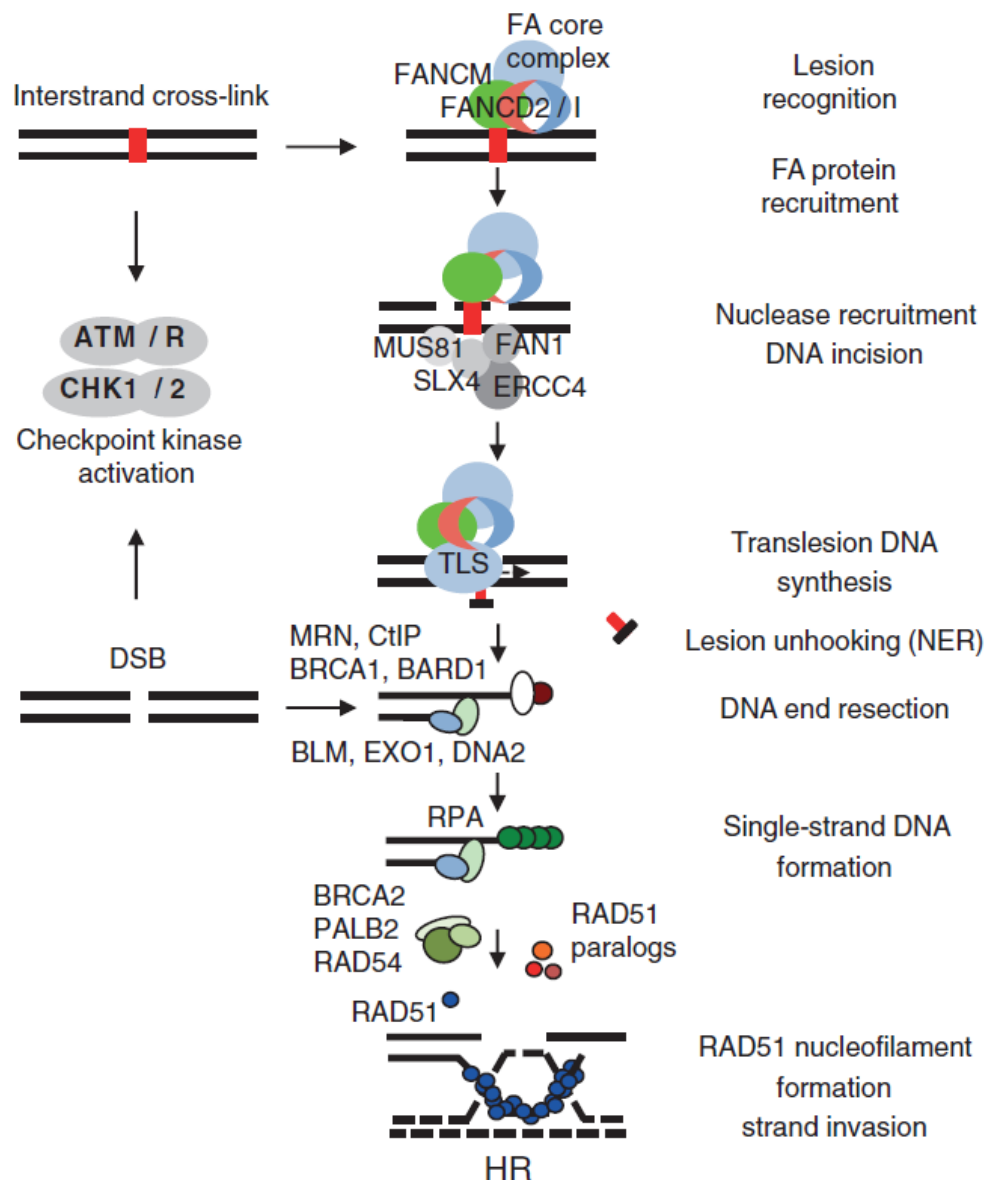 FA core
complex
FANCM
FANCD2 / I
Lesion
recognition
Interstrand cross-link
FA protein
recruitment
ATM / R
CHK1 / 2
Checkpoint kinase
activation
MUS81
FAN1
SLX4
ERCC4
Nuclease recruitment
DNA incision
TLS
Translesion DNA
synthesis
Lesion unhooking (NER)
DSB
MRN, CtIP
BRCA1, BARD1
BLM, EXO1, DNA2
DNA end resection
RPA
Single-strand DNA
formation
BRCA2
PALB2
RAD54
RAD51
paralogs
RAD51
RAD51 nucleofilament
formation
strand invasion
HR